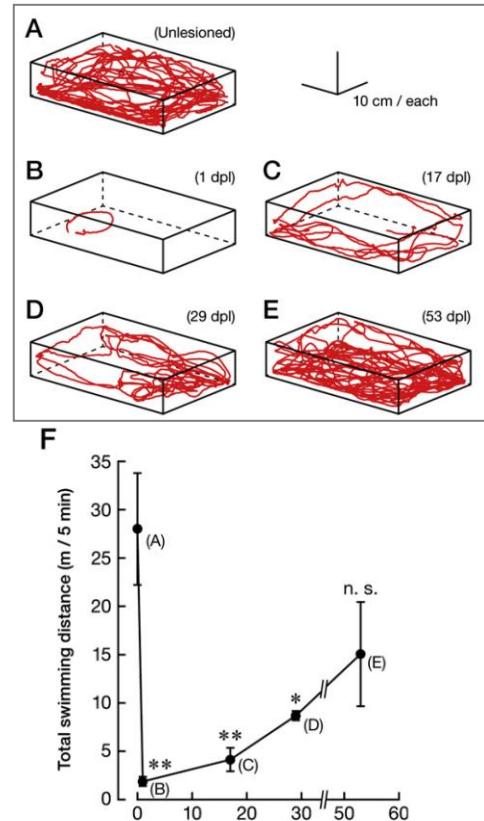 A (Unlesioned)
10 cm / each
B (1 dpl)
C (17 dpl)
D (29 dpl)
E (53 dpl)
F
Total swimming distance (m / 5 min)
35
30
25
20
15
10
5
0
(A)
** (B)
** (C)
* (D)
n. s.
(E)
0 10 20 30 50 60